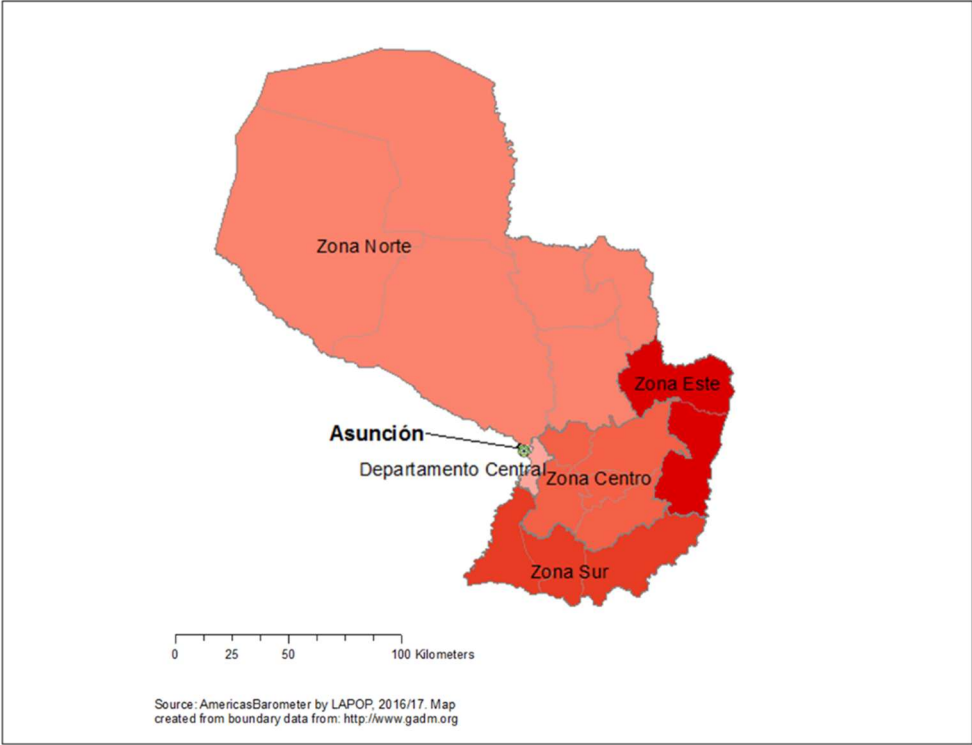 Zona Norte
Zona Este
Asunción
Departamento Central
Zona Centro
Zona Sur
0 25 50 100 Kilometers
Source: AmericasBarometer by LAPOP, 2016/17. Map
created from boundary data from: http://www.gadm.org